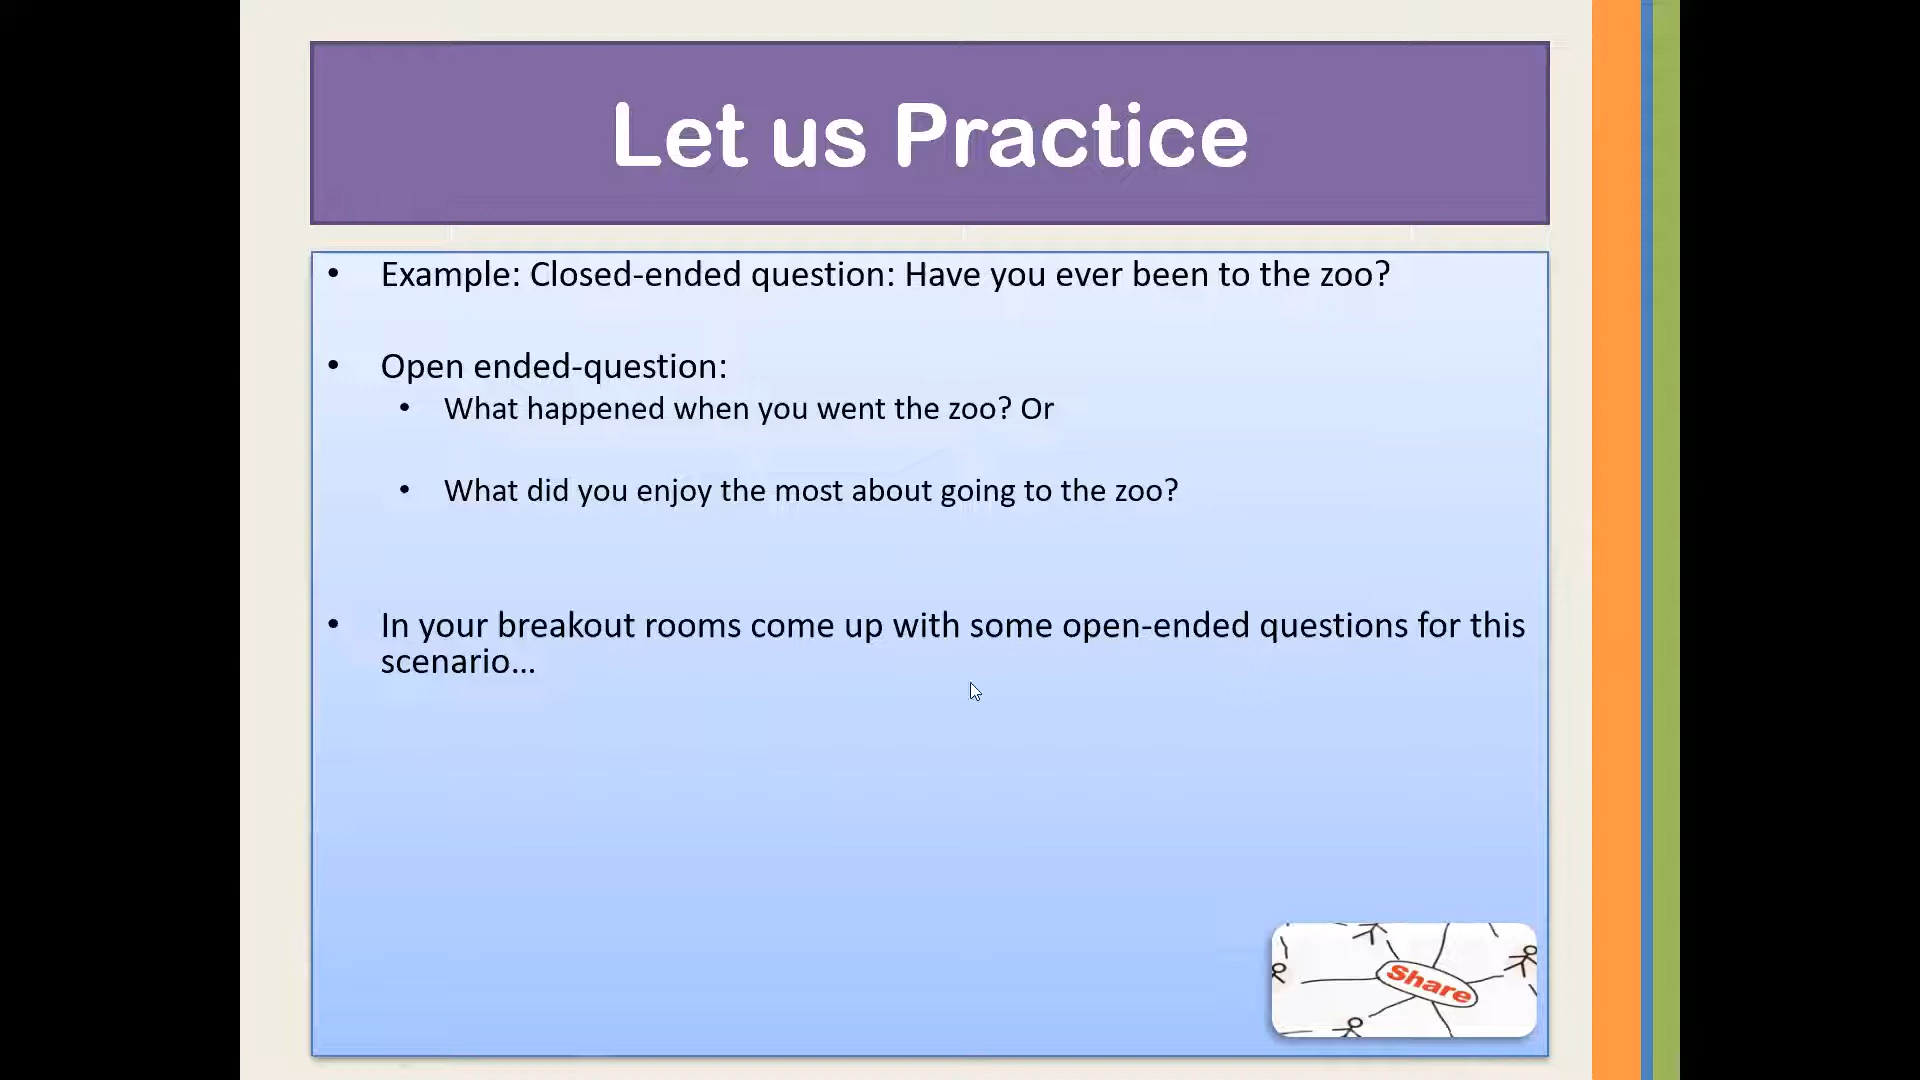 Let us Practice
• Example: Closed-ended question: Have you ever been to the zoo?
• Open ended-question:
• What happened when you went the zoo? Or
• What did you enjoy the most about going to the zoo?
• In your breakout rooms come up with some open-ended questions for this
scenario...
Share